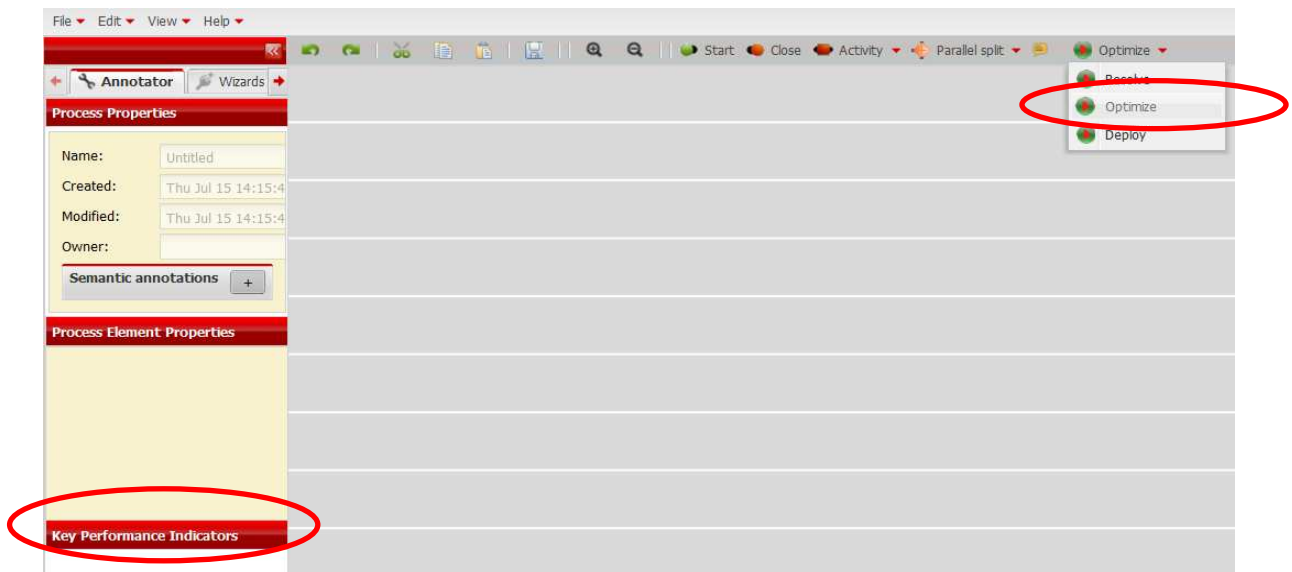 File Edit View Help
Start Close Activity Parallel split Optimize
Annotator Wizards
Resolve
Process Properties
Optimize
Deploy
Name: Untitled
Created: Thu Jul 15 14:15:4
Modified: Thu Jul 15 14:15:4
Owner:
Semantic annotations +
Process Element Properties
Key Performance Indicators